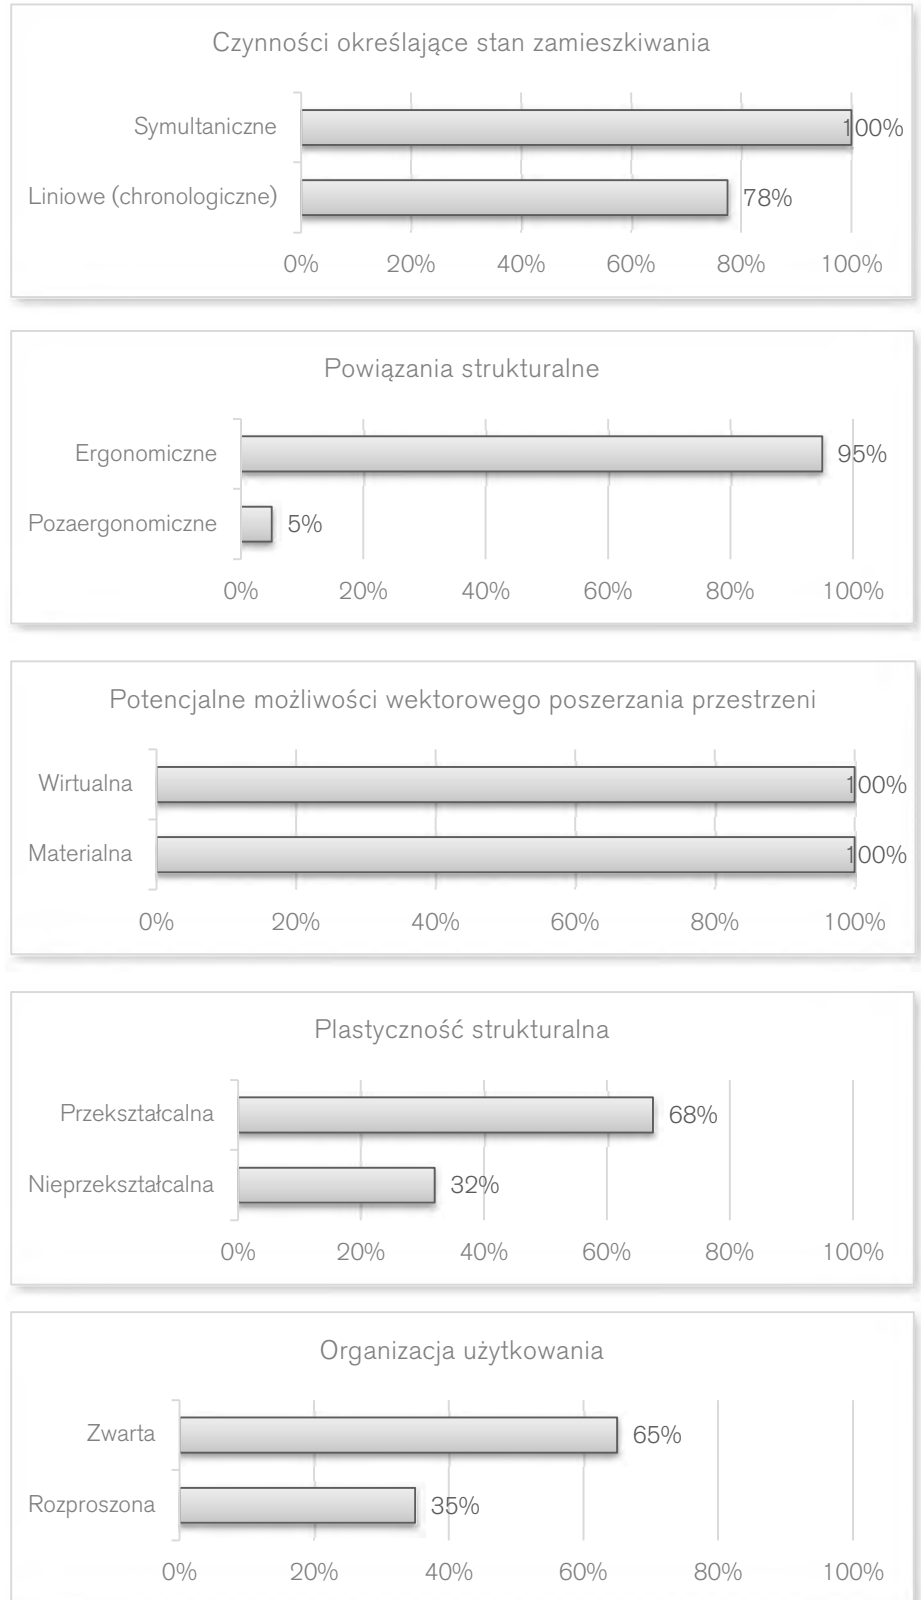 Czynności określające stan zamieszkiwania
Symultaniczne 100%
Liniowe (chronologiczne) 78%
0% 20% 40% 60% 80% 100%
Powiązania strukturalne
Ergonomiczne 95%
Pozaergonomiczne 5%
0% 20% 40% 60% 80% 100%
Potencjalne możliwości wektorowego poszerzania przestrzeni
Wirtualna 100%
Materialna 100%
0% 20% 40% 60% 80% 100%
Plastyczność strukturalna
Przekształcalna 68%
Nieprzekształcalna 32%
0% 20% 40% 60% 80% 100%
Organizacja użytkowania
Zwarta 65%
Rozproszona 35%
0% 20% 40% 60% 80% 100%